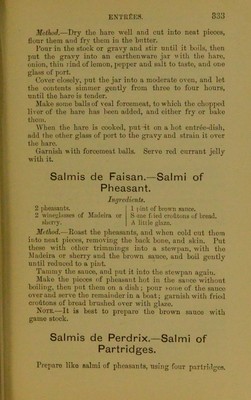 ENTRÉES. 333
Method.—Dry the hare well and cut into neat pieces,
flour them and fry them in the butter.
Pour in the stock or gravy and stir until it boils, then
put the gravy into an earthenware jar with the hare,
onion, thin rind of lemon, pepper and salt to taste, and one
glass of port.
Cover closely, put the jar into a moderate oven, and let
the contents simmer gently from three to four hours,
until the hare is tender.
Make some balls of veal forcemeat, to which the chopped
liver of the hare has been added, and either fry or bake
them.
When the hare is cooked, put it on a hot entrée-dish,
add the other glass of port to the gravy and strain it over
the hare.
Garnish with forcemeat balls. Serve red currant jelly
with it.
Salmis de Faisan.—Salmi of
Pheasant.
Ingredients.
2 pheasants.
2 wineglasses of Madeira or
sherry.
1 pint of brown sauce.
8 one fried croûtons of bread.
A little glaze.
Method.—Roast the pheasants, and when cold cut them
into neat pieces, removing the back bone, and skin. Put
these with other trimmings into a stewpan, with the
Madeira or sherry and the brown sauce, and boil gently
until reduced to a pint.
Tammy the sauce, and put it into the stewpan again.
Make the pieces of pheasant hot in the sauce without
boiling, then put them on a dish; pour some of the sauce
over and serve the remainder in a boat; garnish with fried
croûtons of bread brushed over with glaze.
Note.—It is best to prepare the brown sauce with
game stock.
Salmis de Perdrix.—Salmi of
Partridges.
Prepare like salmi of pheasants, using four partridges.